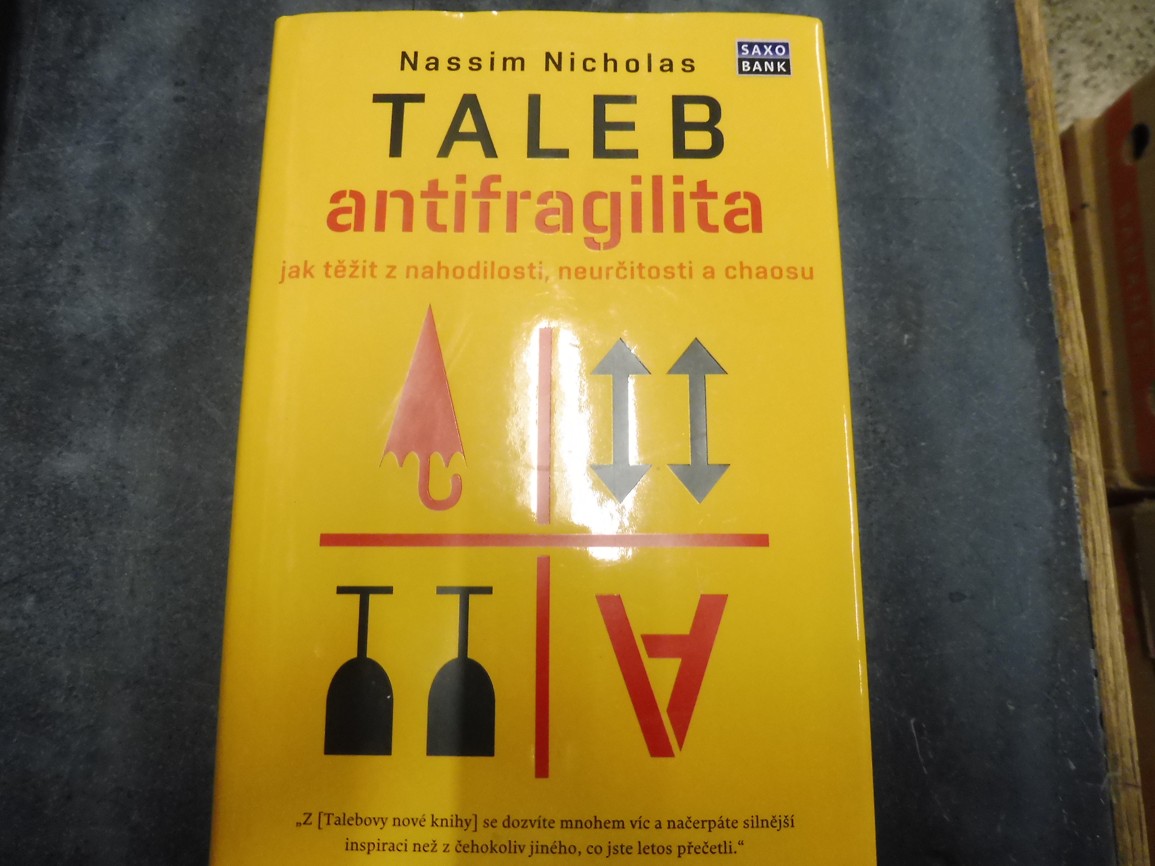 Nassim Nicholas
SAXO
BANK
TALEB
antifragilita
jak těžit z nahodilosti, neurčitosti a chaosu
A
„Z [Talebovy nové knihy] se dozvíte mnohem víc a načerpáte silnější
inspiraci než z čehokoliv jiného, co jste letos přečetli.“